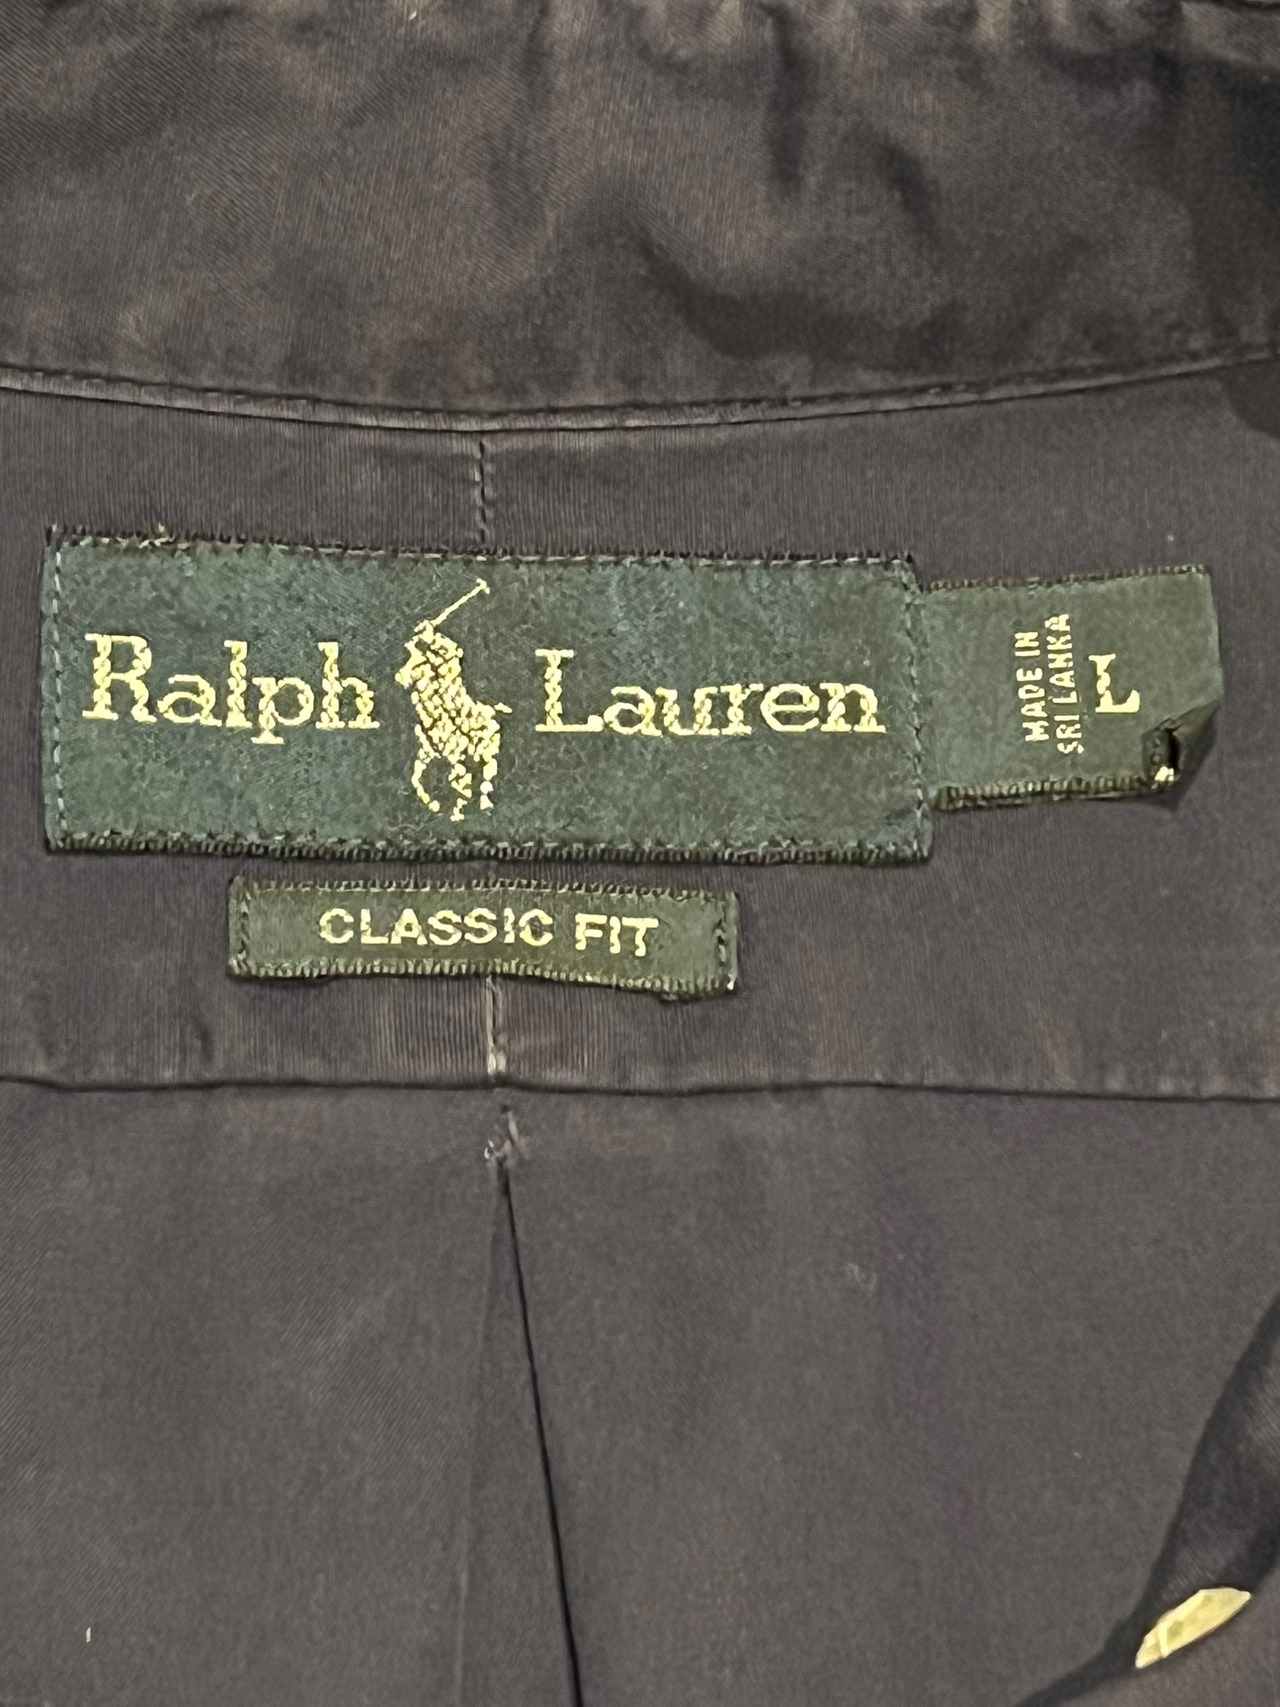 Ralph Lauren
MADE IN
SRI LANKA
L
CLASSIC FIT